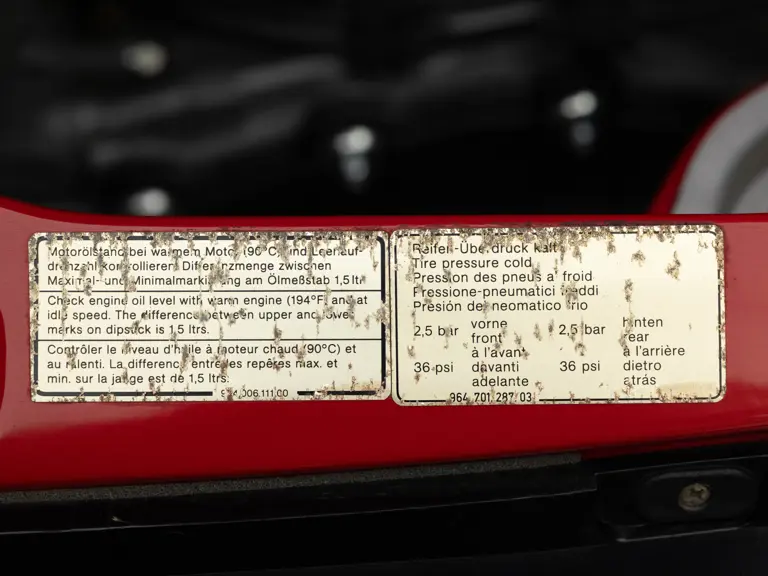 Motorölstand bei warmem Motor (90°C) und Leerlauf-
drehzahl kontrollieren. Differenzmenge zwischen
Maximal- und Minimalmarkierung am Ölmeßstab 1,5 ltr.
Check engine oil level with warm engine (194°F) and at
idle speed. The difference between upper and lower
marks on dipstick is 1,5 ltrs.
Contrôler le niveau d'huile à moteur chaud (90°C) et
au ralenti. La différence entre les repères max. et
min. sur la jauge est de 1,5 ltrs.
.006.111.00
Reifen-Überdruck kalt
Tire pressure cold
Pression des pneus a froid
Pressione-pneumatici freddi
Presión de neomatico frio
2,5 bar vorne 2,5 bar hinten
front rear
à l'avant à l'arrière
36 psi davanti 36 psi dietro
adelante atrás
964 701 287 03